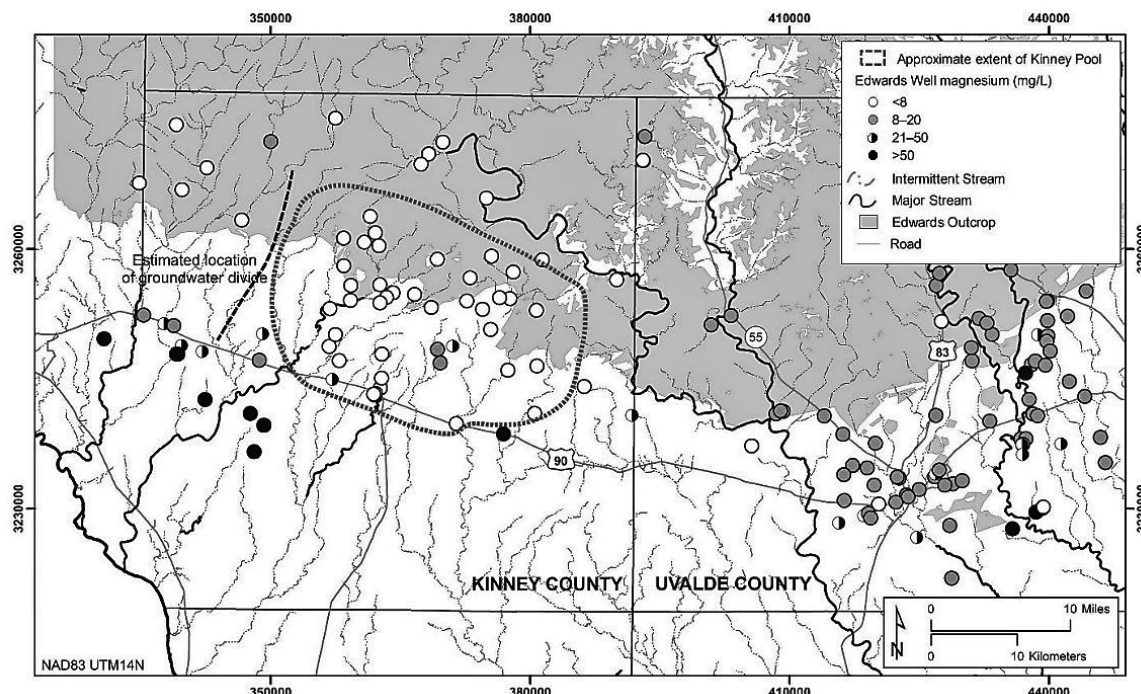 350000
380000
410000
440000
Approximate extent of Kinney Pool
Edwards Well magnesium (mg/L)
<8
8–20
21–50
>50
Intermittent Stream
Major Stream
Edwards Outcrop
Road
3260000
Estimated location
of groundwater divide
55
83
90
3230000
KINNEY COUNTY
UVALDE COUNTY
0
10 Miles
N
0
10 Kilometers
NAD83 UTM14N
350000
380000
410000
440000